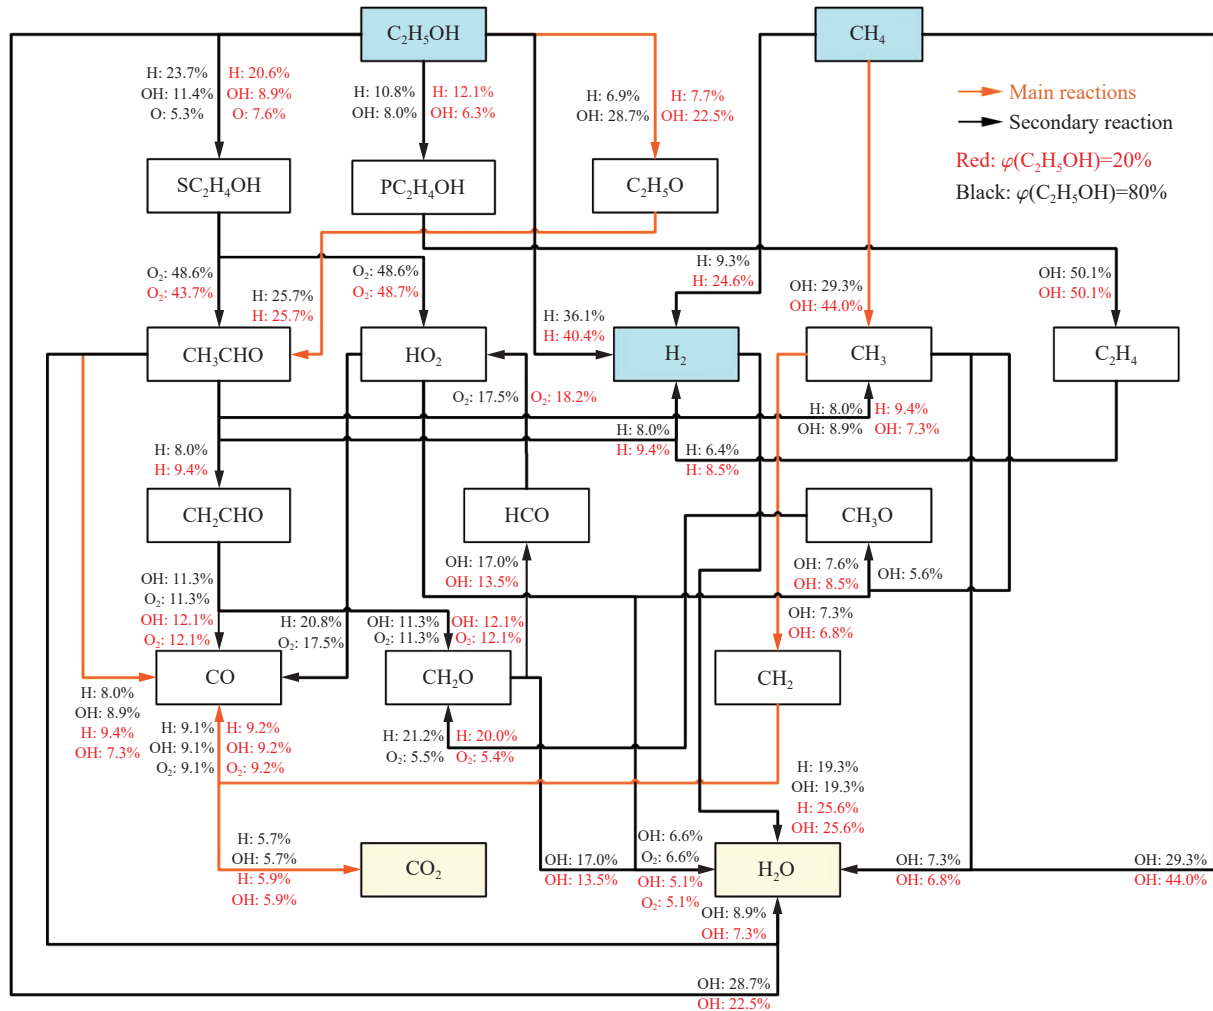 C₂H₅OH
CH₄
H: 23.7%
OH: 11.4%
O: 5.3%
H: 20.6%
OH: 8.9%
O: 7.6%
H: 10.8%
OH: 8.0%
H: 12.1%
OH: 6.3%
H: 6.9%
OH: 28.7%
H: 7.7%
OH: 22.5%
Main reactions
Secondary reaction
Red: φ(C₂H₅OH)=20%
Black: φ(C₂H₅OH)=80%
SC₂H₄OH
PC₂H₄OH
C₂H₅O
O₂: 48.6%
O₂: 43.7%
H: 25.7%
H: 25.7%
O₂: 48.6%
O₂: 48.7%
H: 9.3%
H: 24.6%
H: 36.1%
H: 40.4%
OH: 29.3%
OH: 44.0%
OH: 50.1%
OH: 50.1%
CH₃CHO
HO₂
H₂
CH₃
C₂H₄
O₂: 17.5%
O₂: 18.2%
H: 8.0%
OH: 8.9%
H: 9.4%
OH: 7.3%
H: 8.0%
H: 9.4%
H: 8.0%
H: 9.4%
H: 6.4%
H: 8.5%
CH₂CHO
HCO
CH₃O
OH: 17.0%
OH: 13.5%
OH: 7.6%
OH: 8.5%
OH: 5.6%
OH: 11.3%
O₂: 11.3%
OH: 12.1%
O₂: 12.1%
H: 20.8%
O₂: 17.5%
OH: 11.3%
O₂: 11.3%
OH: 12.1%
O₂: 12.1%
OH: 7.3%
OH: 6.8%
CO
CH₂O
CH₂
H: 8.0%
OH: 8.9%
H: 9.4%
OH: 7.3%
H: 9.1%
OH: 9.1%
O₂: 9.1%
H: 9.2%
OH: 9.2%
O₂: 9.2%
H: 21.2%
O₂: 5.5%
H: 20.0%
O₂: 5.4%
H: 19.3%
OH: 19.3%
H: 25.6%
OH: 25.6%
H: 5.7%
OH: 5.7%
H: 5.9%
OH: 5.9%
CO₂
OH: 17.0%
OH: 13.5%
OH: 6.6%
O₂: 6.6%
OH: 5.1%
O₂: 5.1%
H₂O
OH: 7.3%
OH: 6.8%
OH: 29.3%
OH: 44.0%
OH: 8.9%
OH: 7.3%
OH: 28.7%
OH: 22.5%